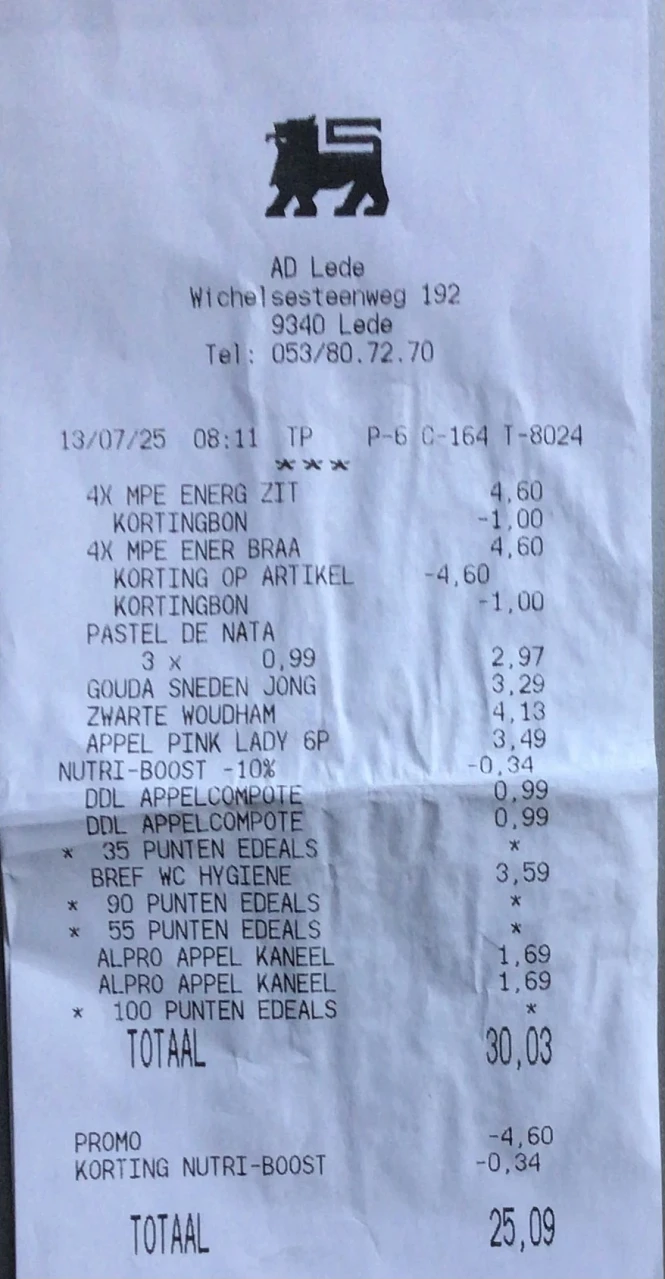 AD Lede
Wichelsesteenweg 192
9340 Lede
Tel: 053/80.72.70
13/07/25 08:11 TP P-6 C-164 T-8024
***
4X MPE ENERG ZIT 4,60
KORTINGBON -1,00
4X MPE ENER BRAA 4,60
KORTING OP ARTIKEL -4,60
KORTINGBON -1,00
PASTEL DE NATA
3 x 0,99 2,97
GOUDA SNEDEN JONG 3,29
ZWARTE WOUDHAM 4,13
APPEL PINK LADY 6P 3,49
NUTRI-BOOST -10% -0,34
DDL APPELCOMPOTE 0,99
DDL APPELCOMPOTE 0,99
* 35 PUNTEN EDEALS *
BREF WC HYGIENE 3,59
* 90 PUNTEN EDEALS *
* 55 PUNTEN EDEALS *
ALPRO APPEL KANEEL 1,69
ALPRO APPEL KANEEL 1,69
* 100 PUNTEN EDEALS *
TOTAAL 30,03
PROMO -4,60
KORTING NUTRI-BOOST -0,34
TOTAAL 25,09